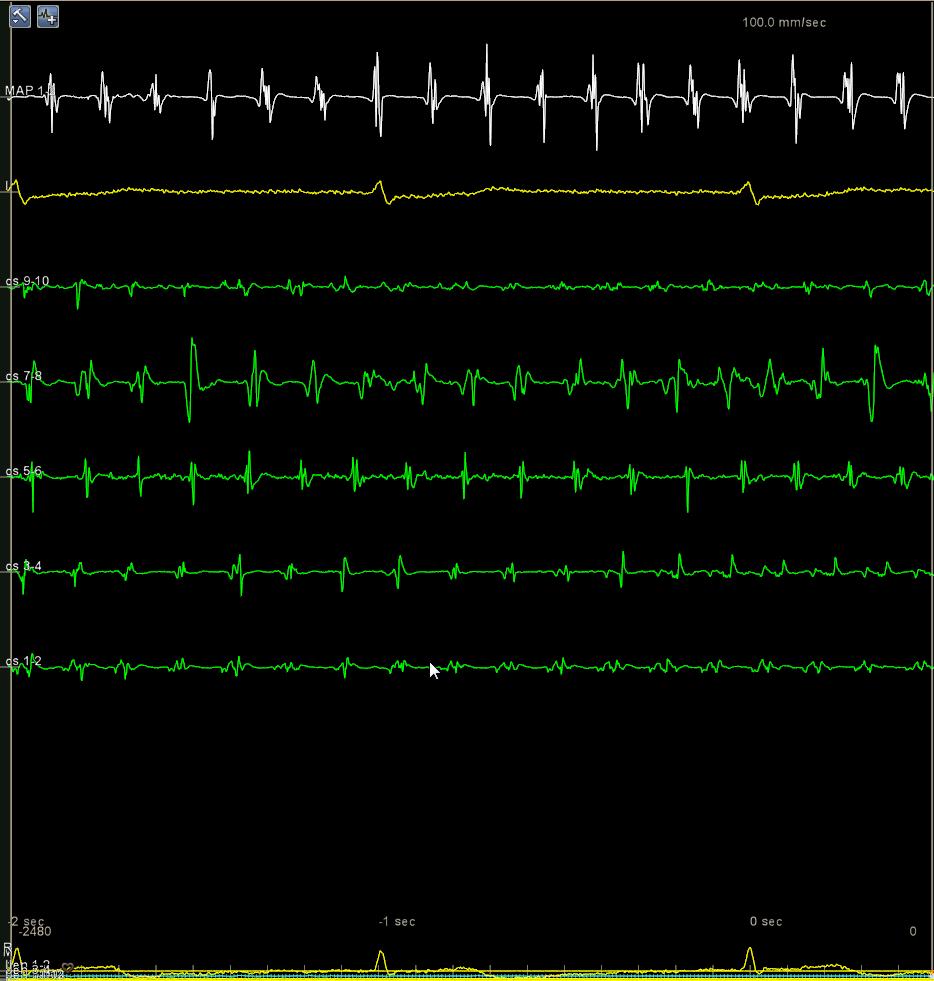 100.0 mm/sec
MAP 1-
I
cs 9-10
cs 7-8
cs 5-6
cs 3-4
cs 1-2
-2 sec
-1 sec
0 sec
-2480
0